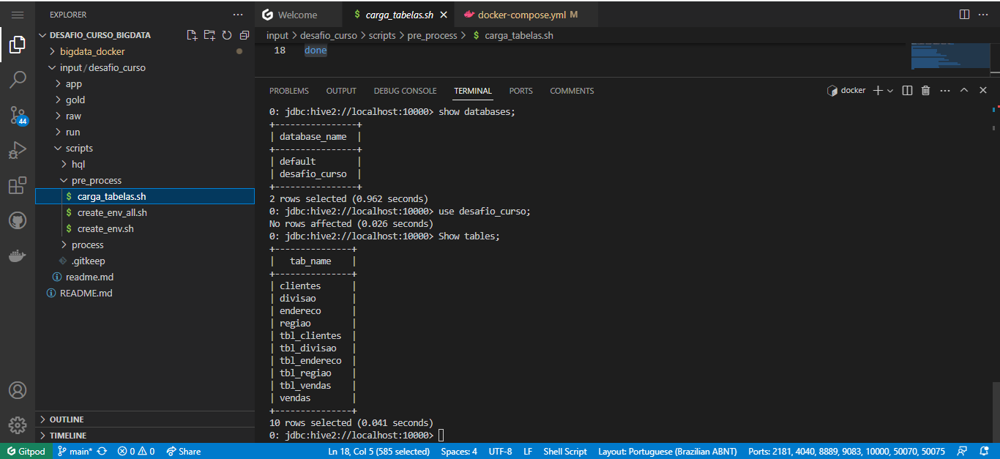 EXPLORER
DESAFIO_CURSO_BIGDATA
bigdata_docker
input / desafio_curso
app
gold
raw
run
scripts
hql
pre_process
$ carga_tabelas.sh
$ create_env_all.sh
$ create_env.sh
process
.gitkeep
readme.md
README.md
OUTLINE
TIMELINE
44
Welcome
$ carga_tabelas.sh
docker-compose.yml M
input > desafio_curso > scripts > pre_process > $ carga_tabelas.sh
18 done
PROBLEMS OUTPUT DEBUG CONSOLE TERMINAL PORTS COMMENTS
docker
0: jdbc:hive2://localhost:10000> show databases;
+----------------+
| database_name |
+----------------+
| default |
| desafio_curso |
+----------------+
2 rows selected (0.962 seconds)
0: jdbc:hive2://localhost:10000> use desafio_curso;
No rows affected (0.026 seconds)
0: jdbc:hive2://localhost:10000> Show tables;
+---------------+
| tab_name |
+---------------+
| clientes |
| divisao |
| endereco |
| regiao |
| tbl_clientes |
| tbl_divisao |
| tbl_endereco |
| tbl_regiao |
| tbl_vendas |
| vendas |
+---------------+
10 rows selected (0.041 seconds)
0: jdbc:hive2://localhost:10000>
Gitpod main* 0 0 Share Ln 18, Col 5 (585 selected) Spaces: 4 UTF-8 LF Shell Script Layout: Portuguese (Brazilian ABNT) Ports: 2181, 4040, 8889, 9083, 10000, 50070, 50075